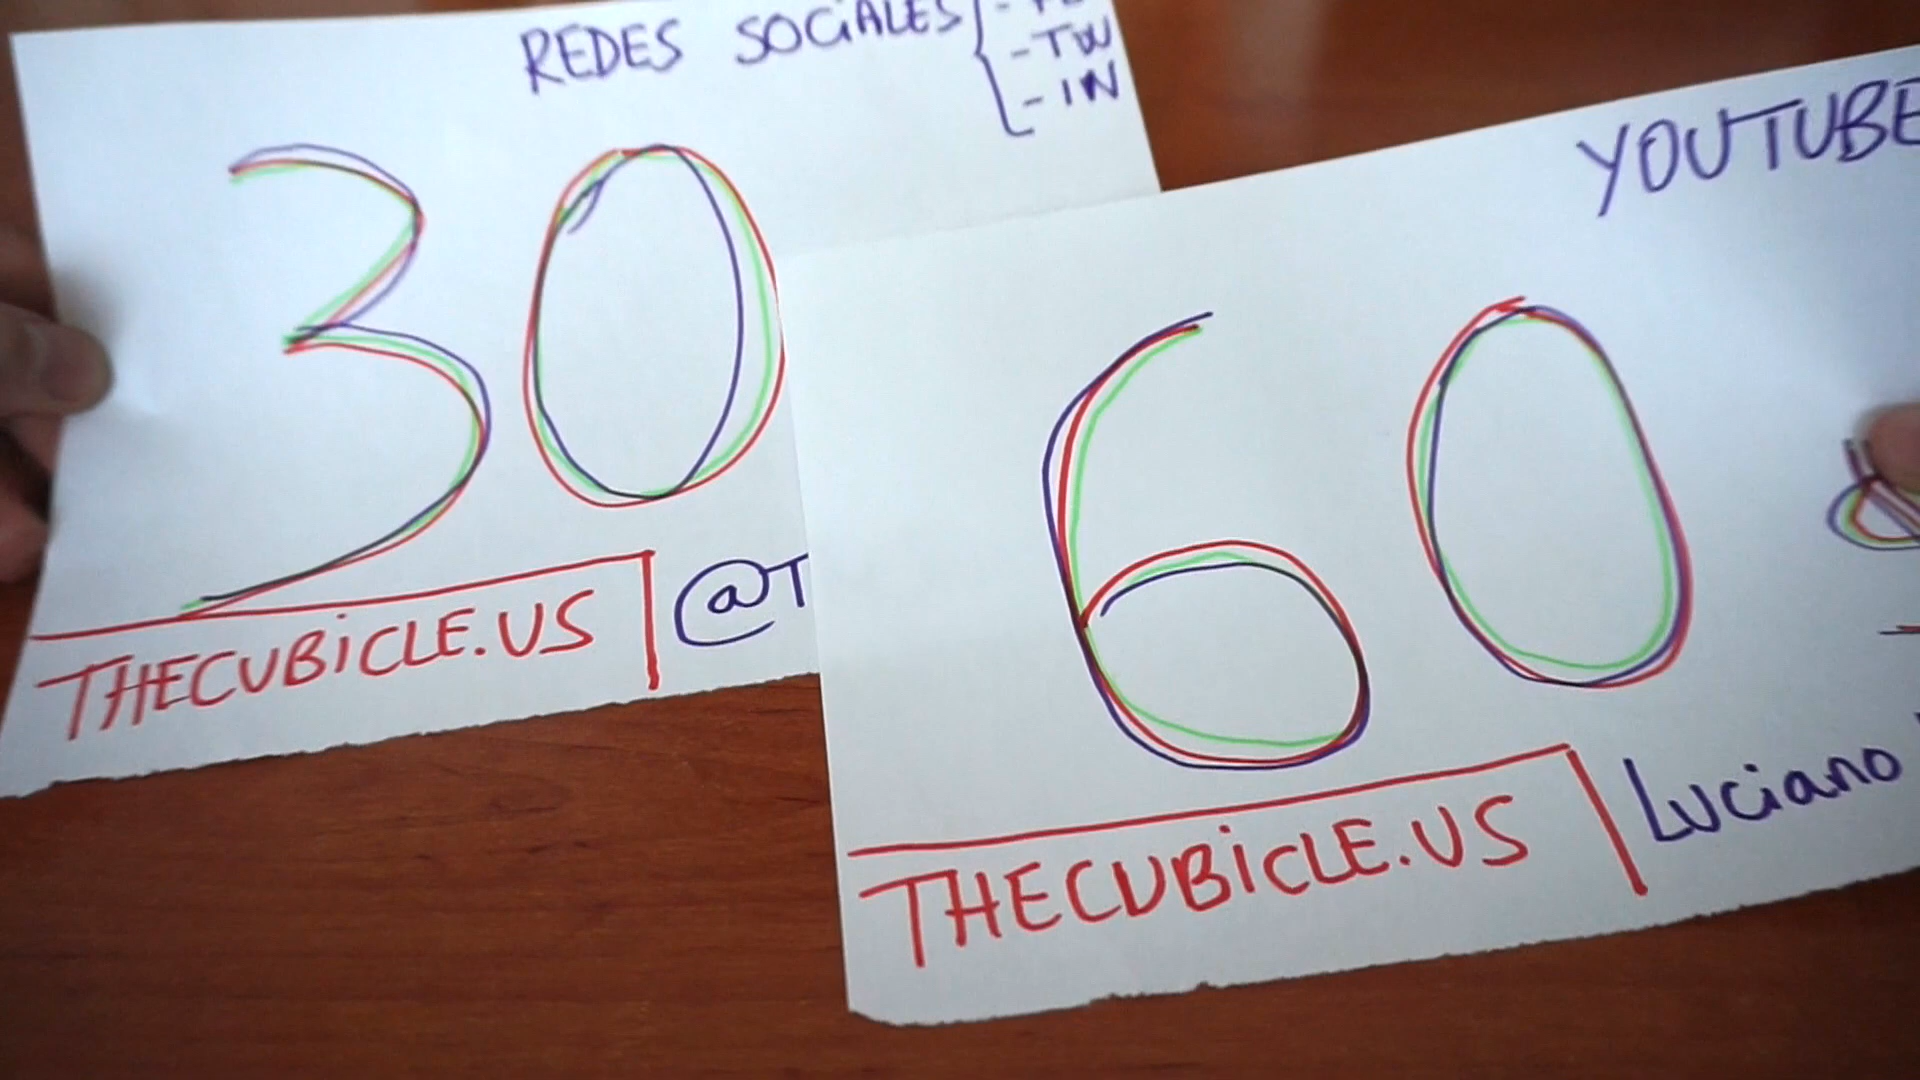 REDES SOCIALES
- TW
- IN
30
THECUBICLE.US
@T
YOUTUBE
60
THECUBICLE.US
Luciano